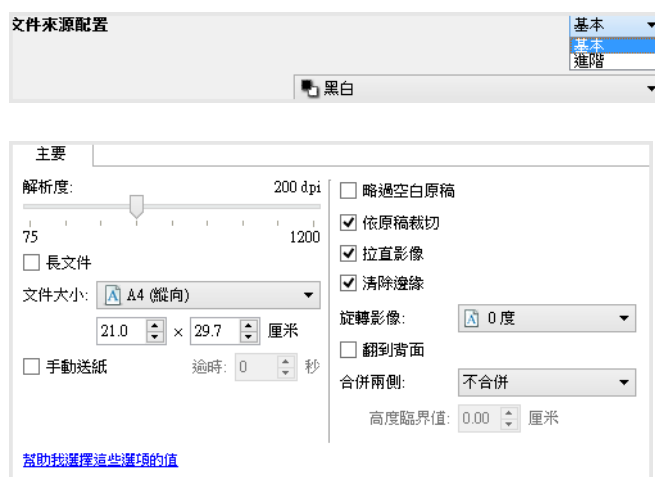 文件來源配置
基本
基本
進階
黑白
主要
解析度:
200 dpi
75
1200
長文件
文件大小:
A4 (縱向)
21.0 × 29.7 厘米
手動送紙
逾時: 0 秒
略過空白原稿
依原稿裁切
拉直影像
清除邊緣
旋轉影像:
0 度
翻到背面
合併兩側:
不合併
高度臨界值: 0.00 厘米
幫助我選擇這些選項的值